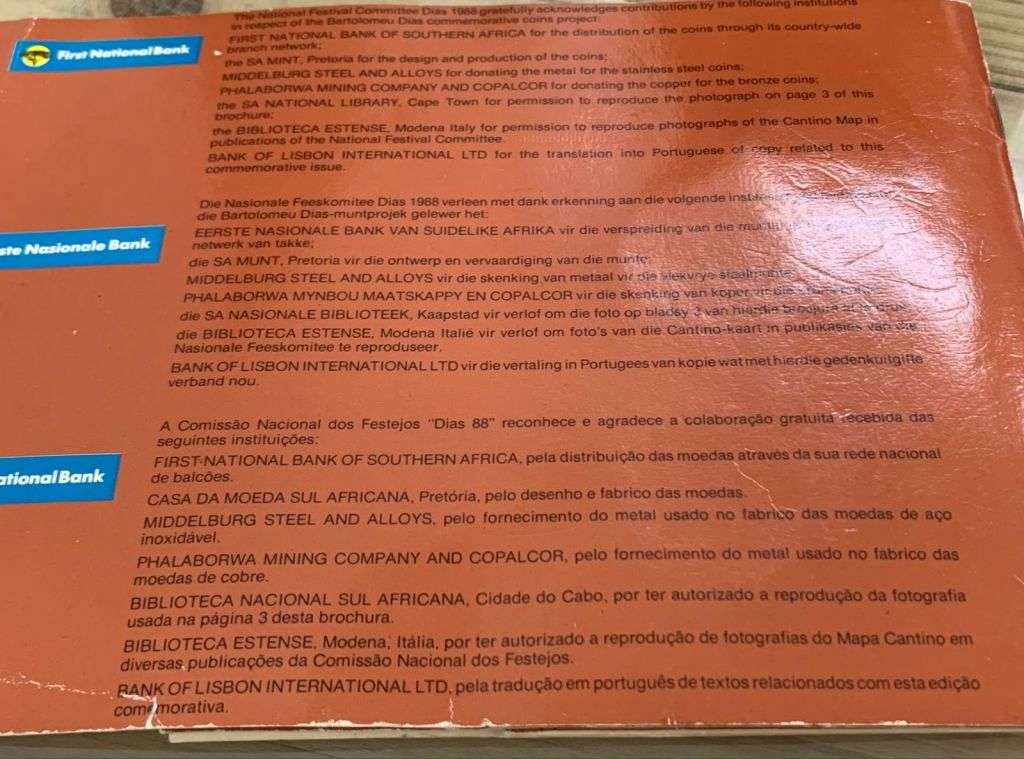 The National Festival Committee Dias 1988 gratefully acknowledges contributions by the following institutions
in respect of the Bartolomeu Dias commemorative coins project:
First National Bank
FIRST NATIONAL BANK OF SOUTHERN AFRICA for the distribution of the coins through its country-wide
branch network;
the SA MINT, Pretoria for the design and production of the coins;
MIDDELBURG STEEL AND ALLOYS for donating the metal for the stainless steel coins;
PHALABORWA MINING COMPANY AND COPALCOR for donating the copper for the bronze coins;
the SA NATIONAL LIBRARY, Cape Town for permission to reproduce the photograph on page 3 of this
brochure;
the BIBLIOTECA ESTENSE, Modena Italy for permission to reproduce photographs of the Cantino Map in
publications of the National Festival Committee.
BANK OF LISBON INTERNATIONAL LTD for the translation into Portuguese of copy related to this
commemorative issue.
Die Nasionale Feeskomitee Dias 1988 verleen met dank erkenning aan die volgende
die Bartolomeu Dias-muntprojek gelewer het:
ste Nasionale Bank
EERSTE NASIONALE BANK VAN SUIDELIKE AFRIKA vir die verspreiding van die
netwerk van takke;
die SA MUNT, Pretoria vir die ontwerp en vervaardiging van die munte;
MIDDELBURG STEEL AND ALLOYS vir die skenking van metaal vir die vlekvrye staalmunte;
PHALABORWA MYNBOU MAATSKAPPY EN COPALCOR vir die skenking van koper vir die
die SA NASIONALE BIBLIOTEEK, Kaapstad vir verlof om die foto op bladsy 3 van hierdie brosjure
die BIBLIOTECA ESTENSE, Modena Italië vir verlof om foto's van die Cantino-kaart in publikasies van die
Nasionale Feeskomitee te reproduseer.
BANK OF LISBON INTERNATIONAL LTD vir die vertaling in Portugees van kopie wat met hierdie gedenkuitgifte
verband nou.
A Comissão Nacional dos Festejos "Dias 88" reconhece e agradece a colaboração gratuita recebida das
seguintes instituições:
ational Bank
FIRST NATIONAL BANK OF SOUTHERN AFRICA, pela distribuição das moedas através da sua rede nacional
de balcões.
CASA DA MOEDA SUL AFRICANA, Pretória, pelo desenho e fabrico das moedas.
MIDDELBURG STEEL AND ALLOYS, pelo fornecimento do metal usado no fabrico das moedas de aço
inoxidável.
PHALABORWA MINING COMPANY AND COPALCOR, pelo fornecimento do metal usado no fabrico das
moedas de cobre.
BIBLIOTECA NACIONAL SUL AFRICANA, Cidade do Cabo, por ter autorizado a reprodução da fotografia
usada na página 3 desta brochura.
BIBLIOTECA ESTENSE, Modena, Itália, por ter autorizado a reprodução de fotografias do Mapa Cantino em
diversas publicações da Comissão Nacional dos Festejos.
BANK OF LISBON INTERNATIONAL LTD, pela tradução em português de textos relacionados com esta edição
comemorativa.